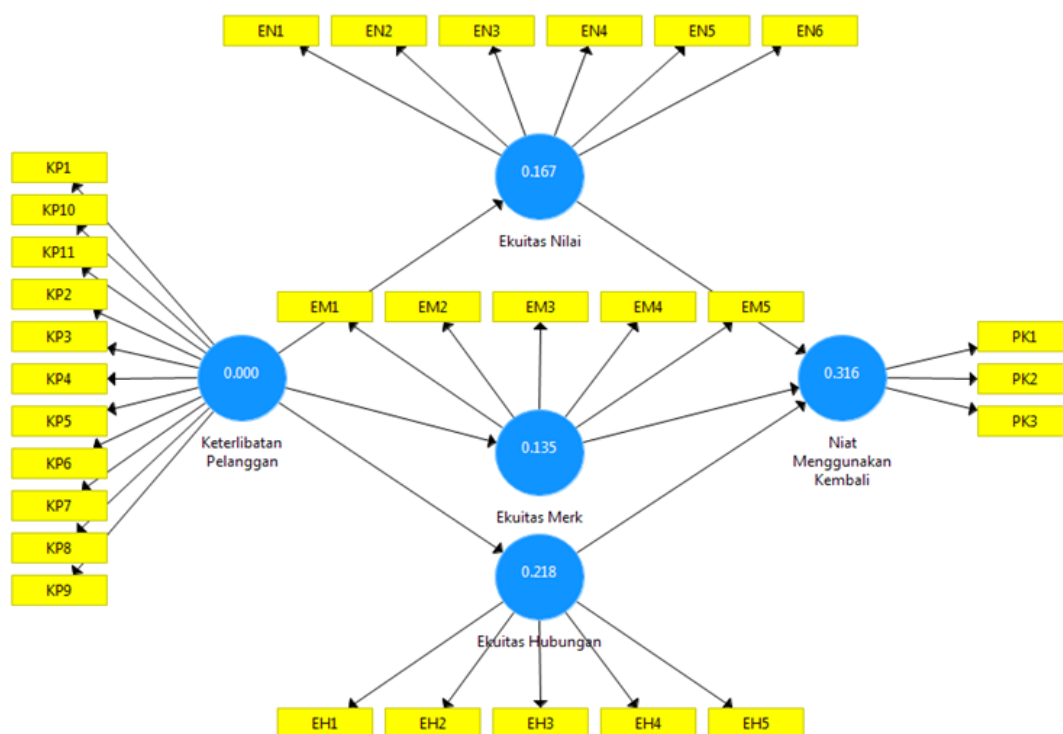 EN1 EN2 EN3 EN4 EN5 EN6
0.167
Ekuitas Nilai
KP1
KP10
KP11
KP2
KP3
KP4
KP5
KP6
KP7
KP8
KP9
0.000
Keterlibatan
Pelanggan
EM1 EM2 EM3 EM4 EM5
0.135
Ekuitas Merk
0.316
Niat
Menggunakan
Kembali
PK1
PK2
PK3
0.218
Ekuitas Hubungan
EH1 EH2 EH3 EH4 EH5